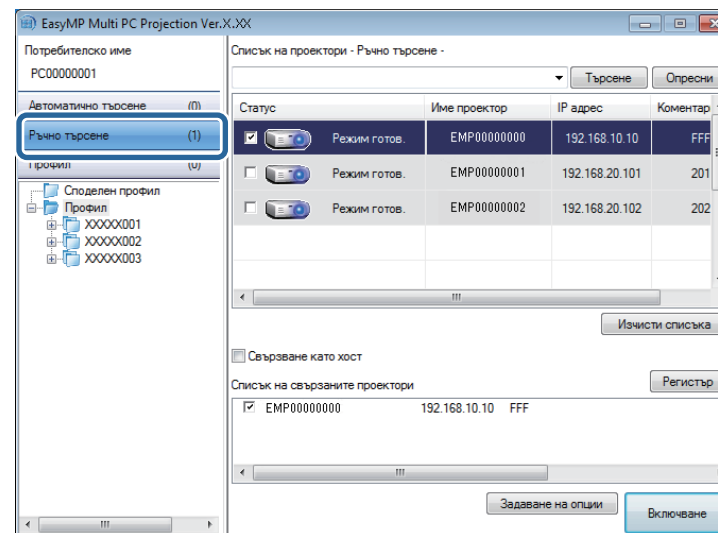 EasyMP Multi PC Projection Ver.X.XX
Потребителско име
PC00000001
Автоматично търсене (0)
Ръчно търсене (1)
Профил (0)
Споделен профил
Профил
XXXXX001
XXXXX002
XXXXX003
Списък на проектори - Ръчно търсене -
Търсене Опресни
Статус Име проектор IP адрес Коментар
Режим готов. EMP00000000 192.168.10.10 FFF
Режим готов. EMP00000001 192.168.20.101 201
Режим готов. EMP00000002 192.168.20.102 202
Изчисти списъка
Свързване като хост
Списък на свързаните проектори Регистър
EMP00000000 192.168.10.10 FFF
Задаване на опции Включване